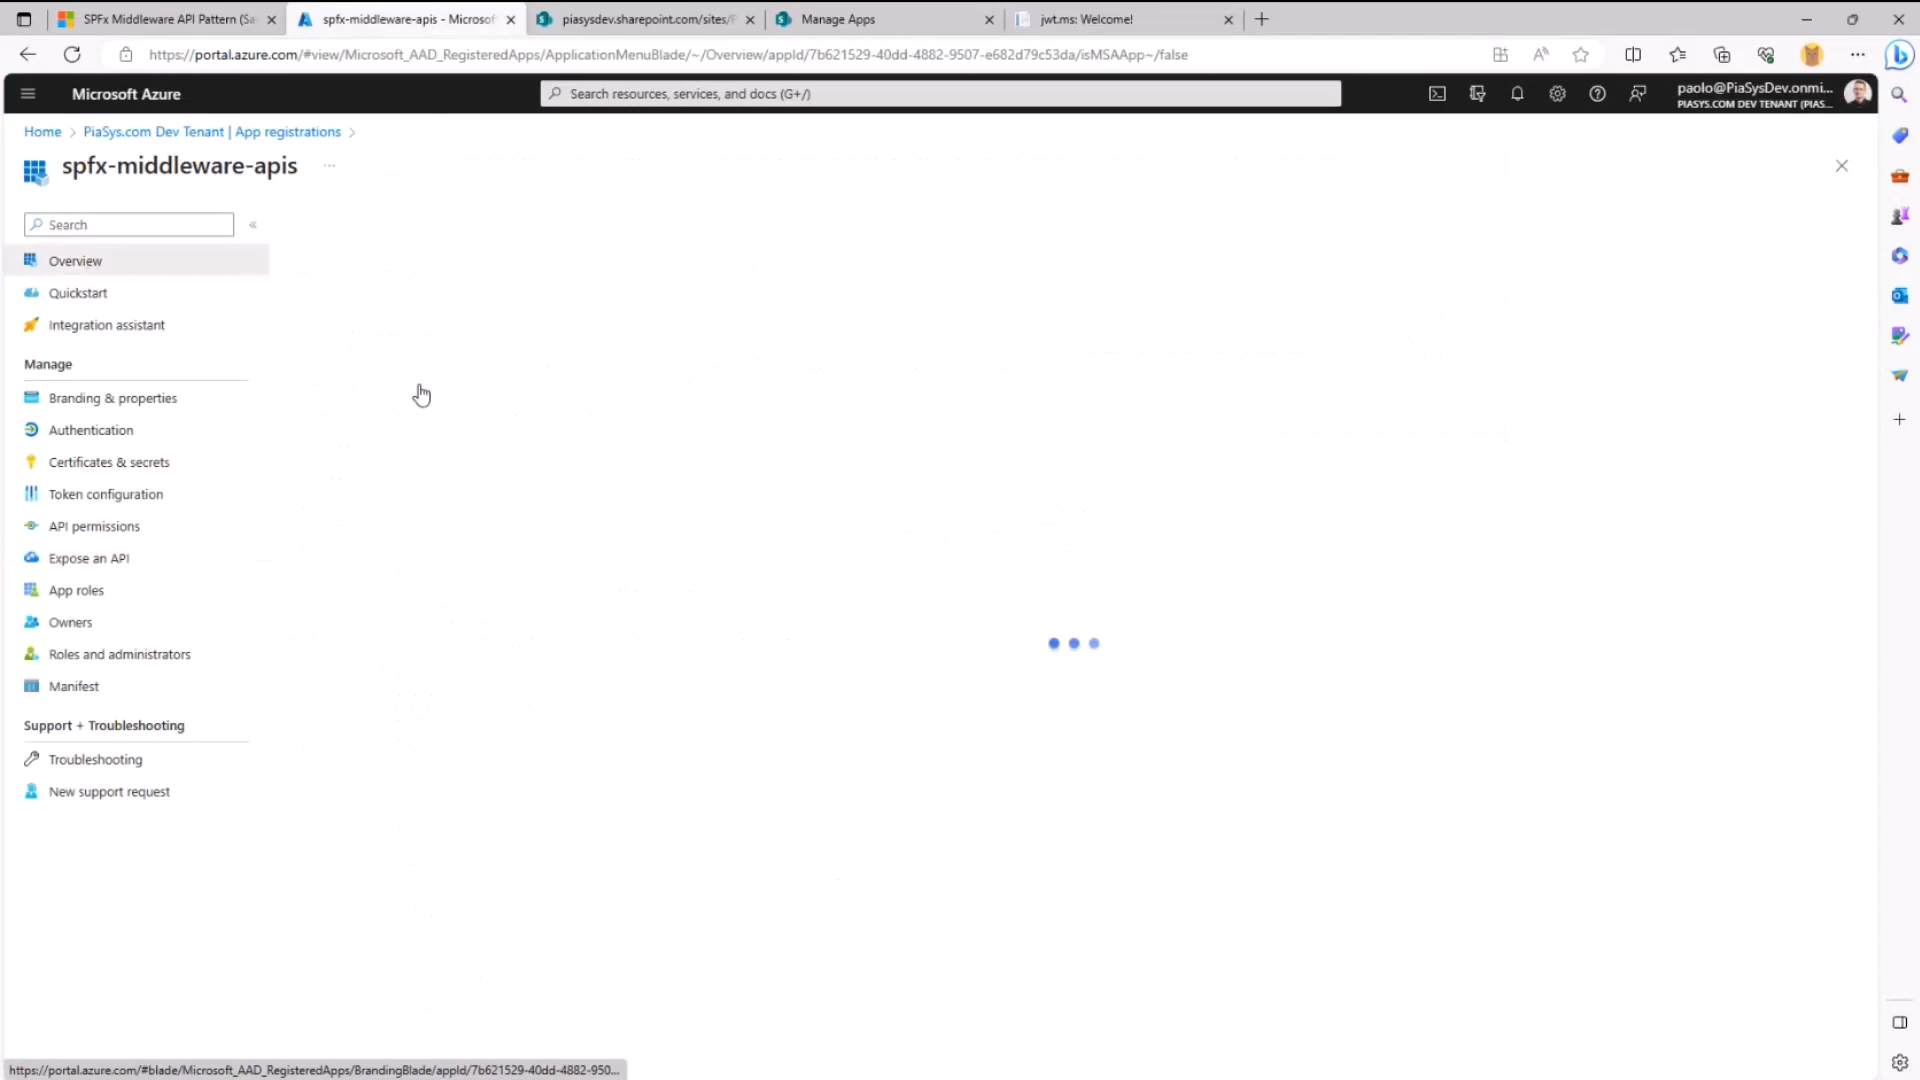 SPFx Middleware API Pattern (Sa
spfx-middleware-apis - Microsof
piasysdev.sharepoint.com/sites/
Manage Apps
jwt.ms: Welcome!
https://portal.azure.com/#view/Microsoft_AAD_RegisteredApps/ApplicationMenuBlade/~/Overview/appId/7b621529-40dd-4882-9507-e682d79c53da/isMSAApp~/false
Microsoft Azure
Search resources, services, and docs (G+/)
paolo@PiaSysDev.onmi...
PIASYS.COM DEV TENANT (PIAS...
Home > PiaSys.com Dev Tenant | App registrations >
spfx-middleware-apis ...
Search «
Overview
Quickstart
Integration assistant
Manage
Branding & properties
Authentication
Certificates & secrets
Token configuration
API permissions
Expose an API
App roles
Owners
Roles and administrators
Manifest
Support + Troubleshooting
Troubleshooting
New support request
https://portal.azure.com/#blade/Microsoft_AAD_RegisteredApps/BrandingBlade/appId/7b621529-40dd-4882-950...